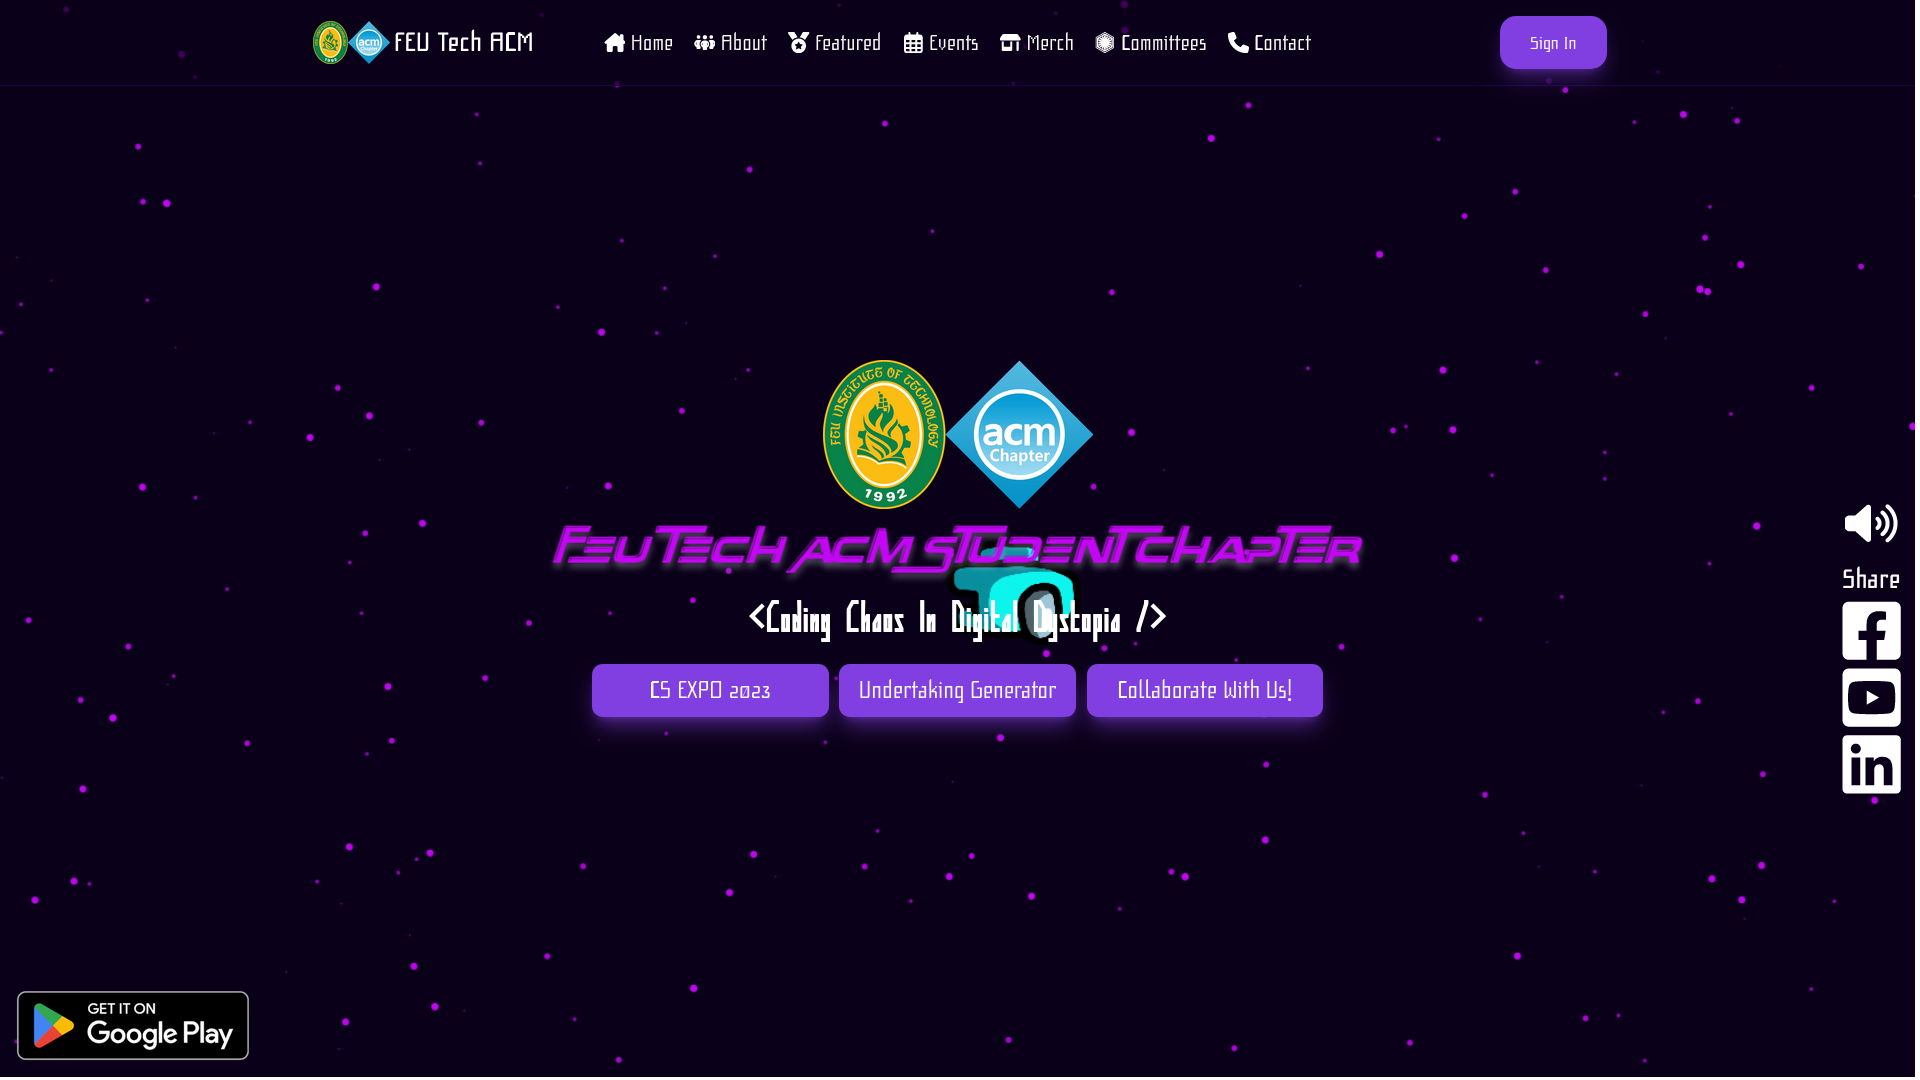 FEU Tech ACM
Home
About
Featured
Events
Merch
Committees
Contact
Sign In
FEU INSTITUTE OF TECHNOLOGY
1992
acm
Chapter
FEU TECH ACM STUDENT CHAPTER
<Coding Chaos In Digital Dystopia />
CS EXPO 2023
Undertaking Generator
Collaborate With Us!
Share
in
GET IT ON
Google Play